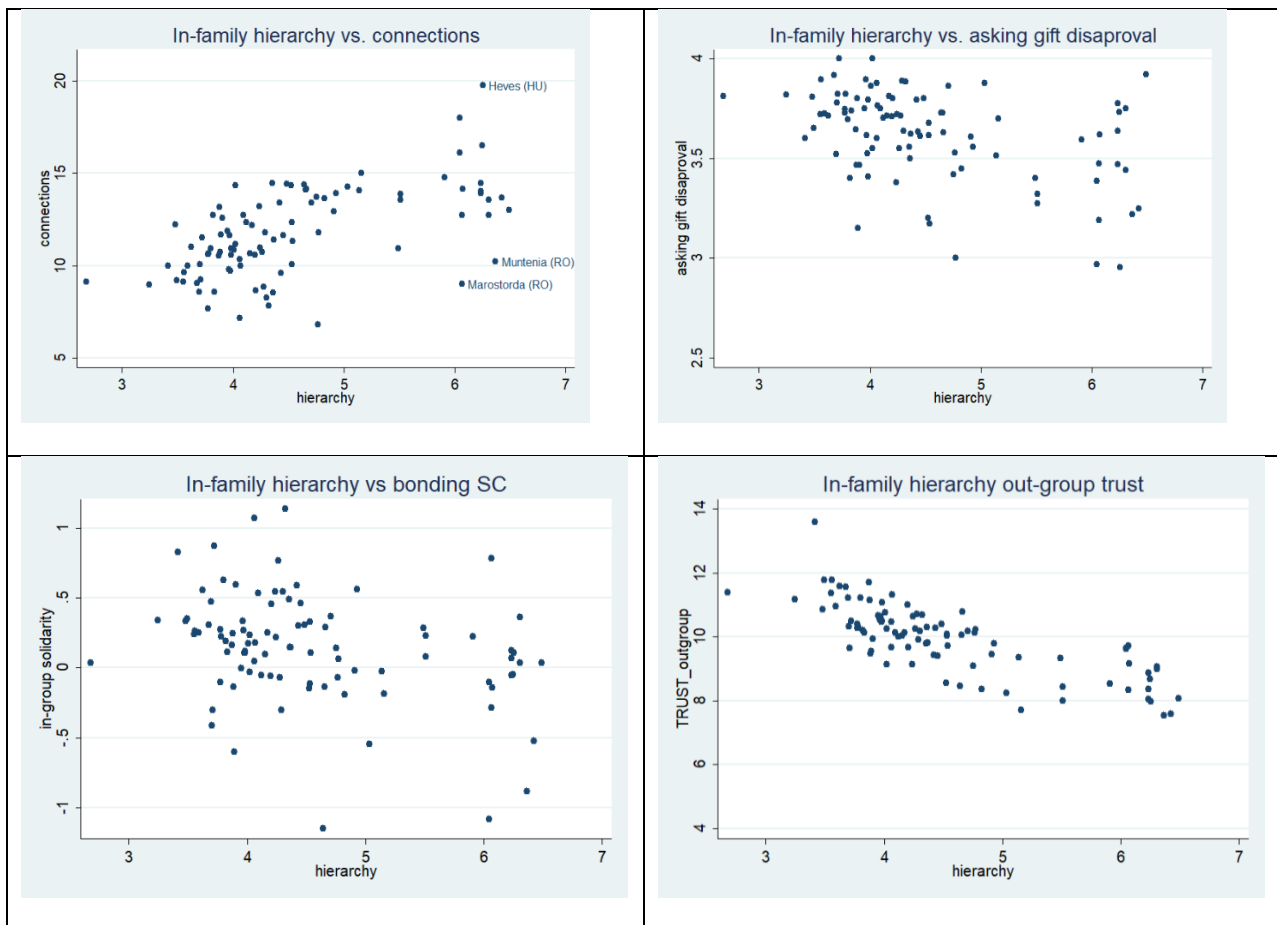 In-family hierarchy vs. connections
20
15
10
5
connections
Heves (HU)
Muntenia (RO)
Marostorda (RO)
3 4 5 6 7
hierarchy
In-family hierarchy vs. asking gift disaproval
4
3.5
3
2.5
asking gift disaproval
3 4 5 6 7
hierarchy
In-family hierarchy vs bonding SC
1
.5
0
-.5
-1
in-group solidarity
3 4 5 6 7
hierarchy
In-family hierarchy out-group trust
14
12
10
8
6
4
TRUST_outgroup
3 4 5 6 7
hierarchy